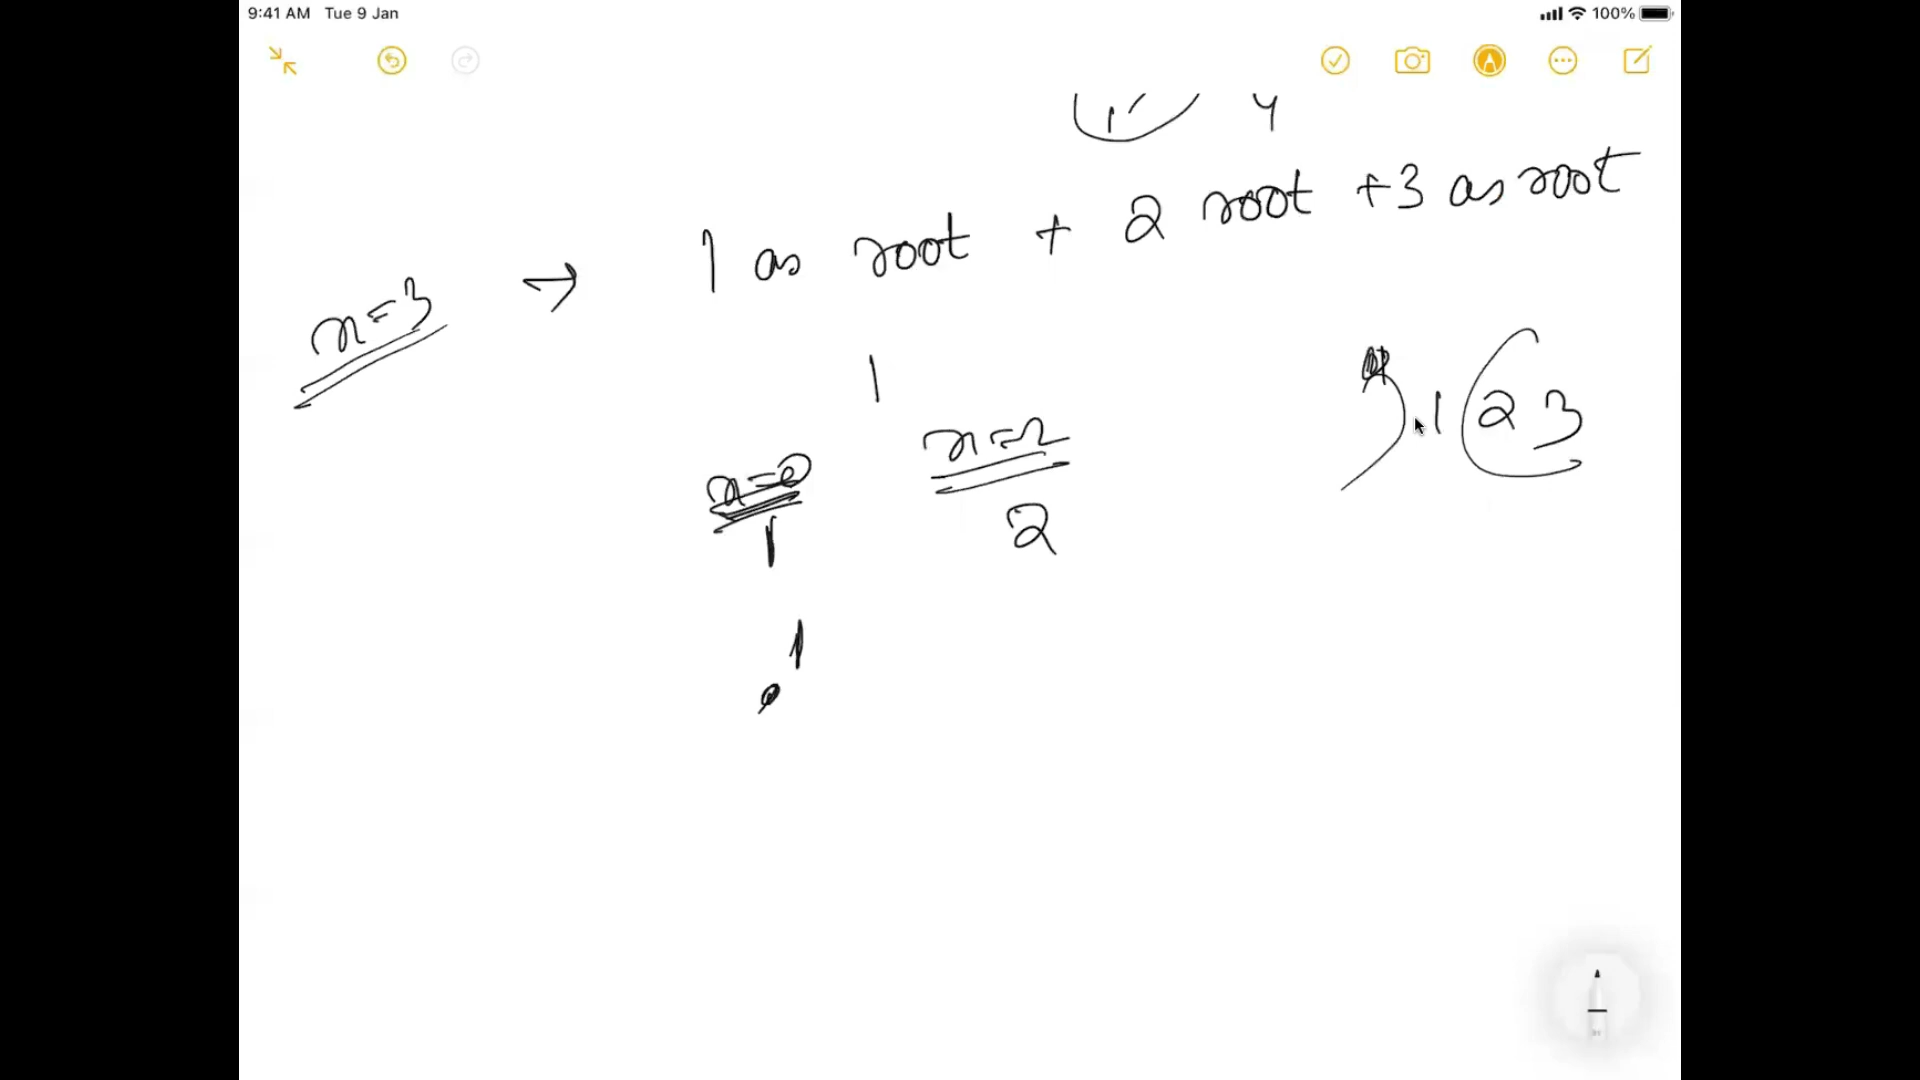 9:41 AM Tue 9 Jan 100%
4
n=3 → 1 as root + 2 root +3 as root
1
1 2 3
n=0 n=2
1 2
1